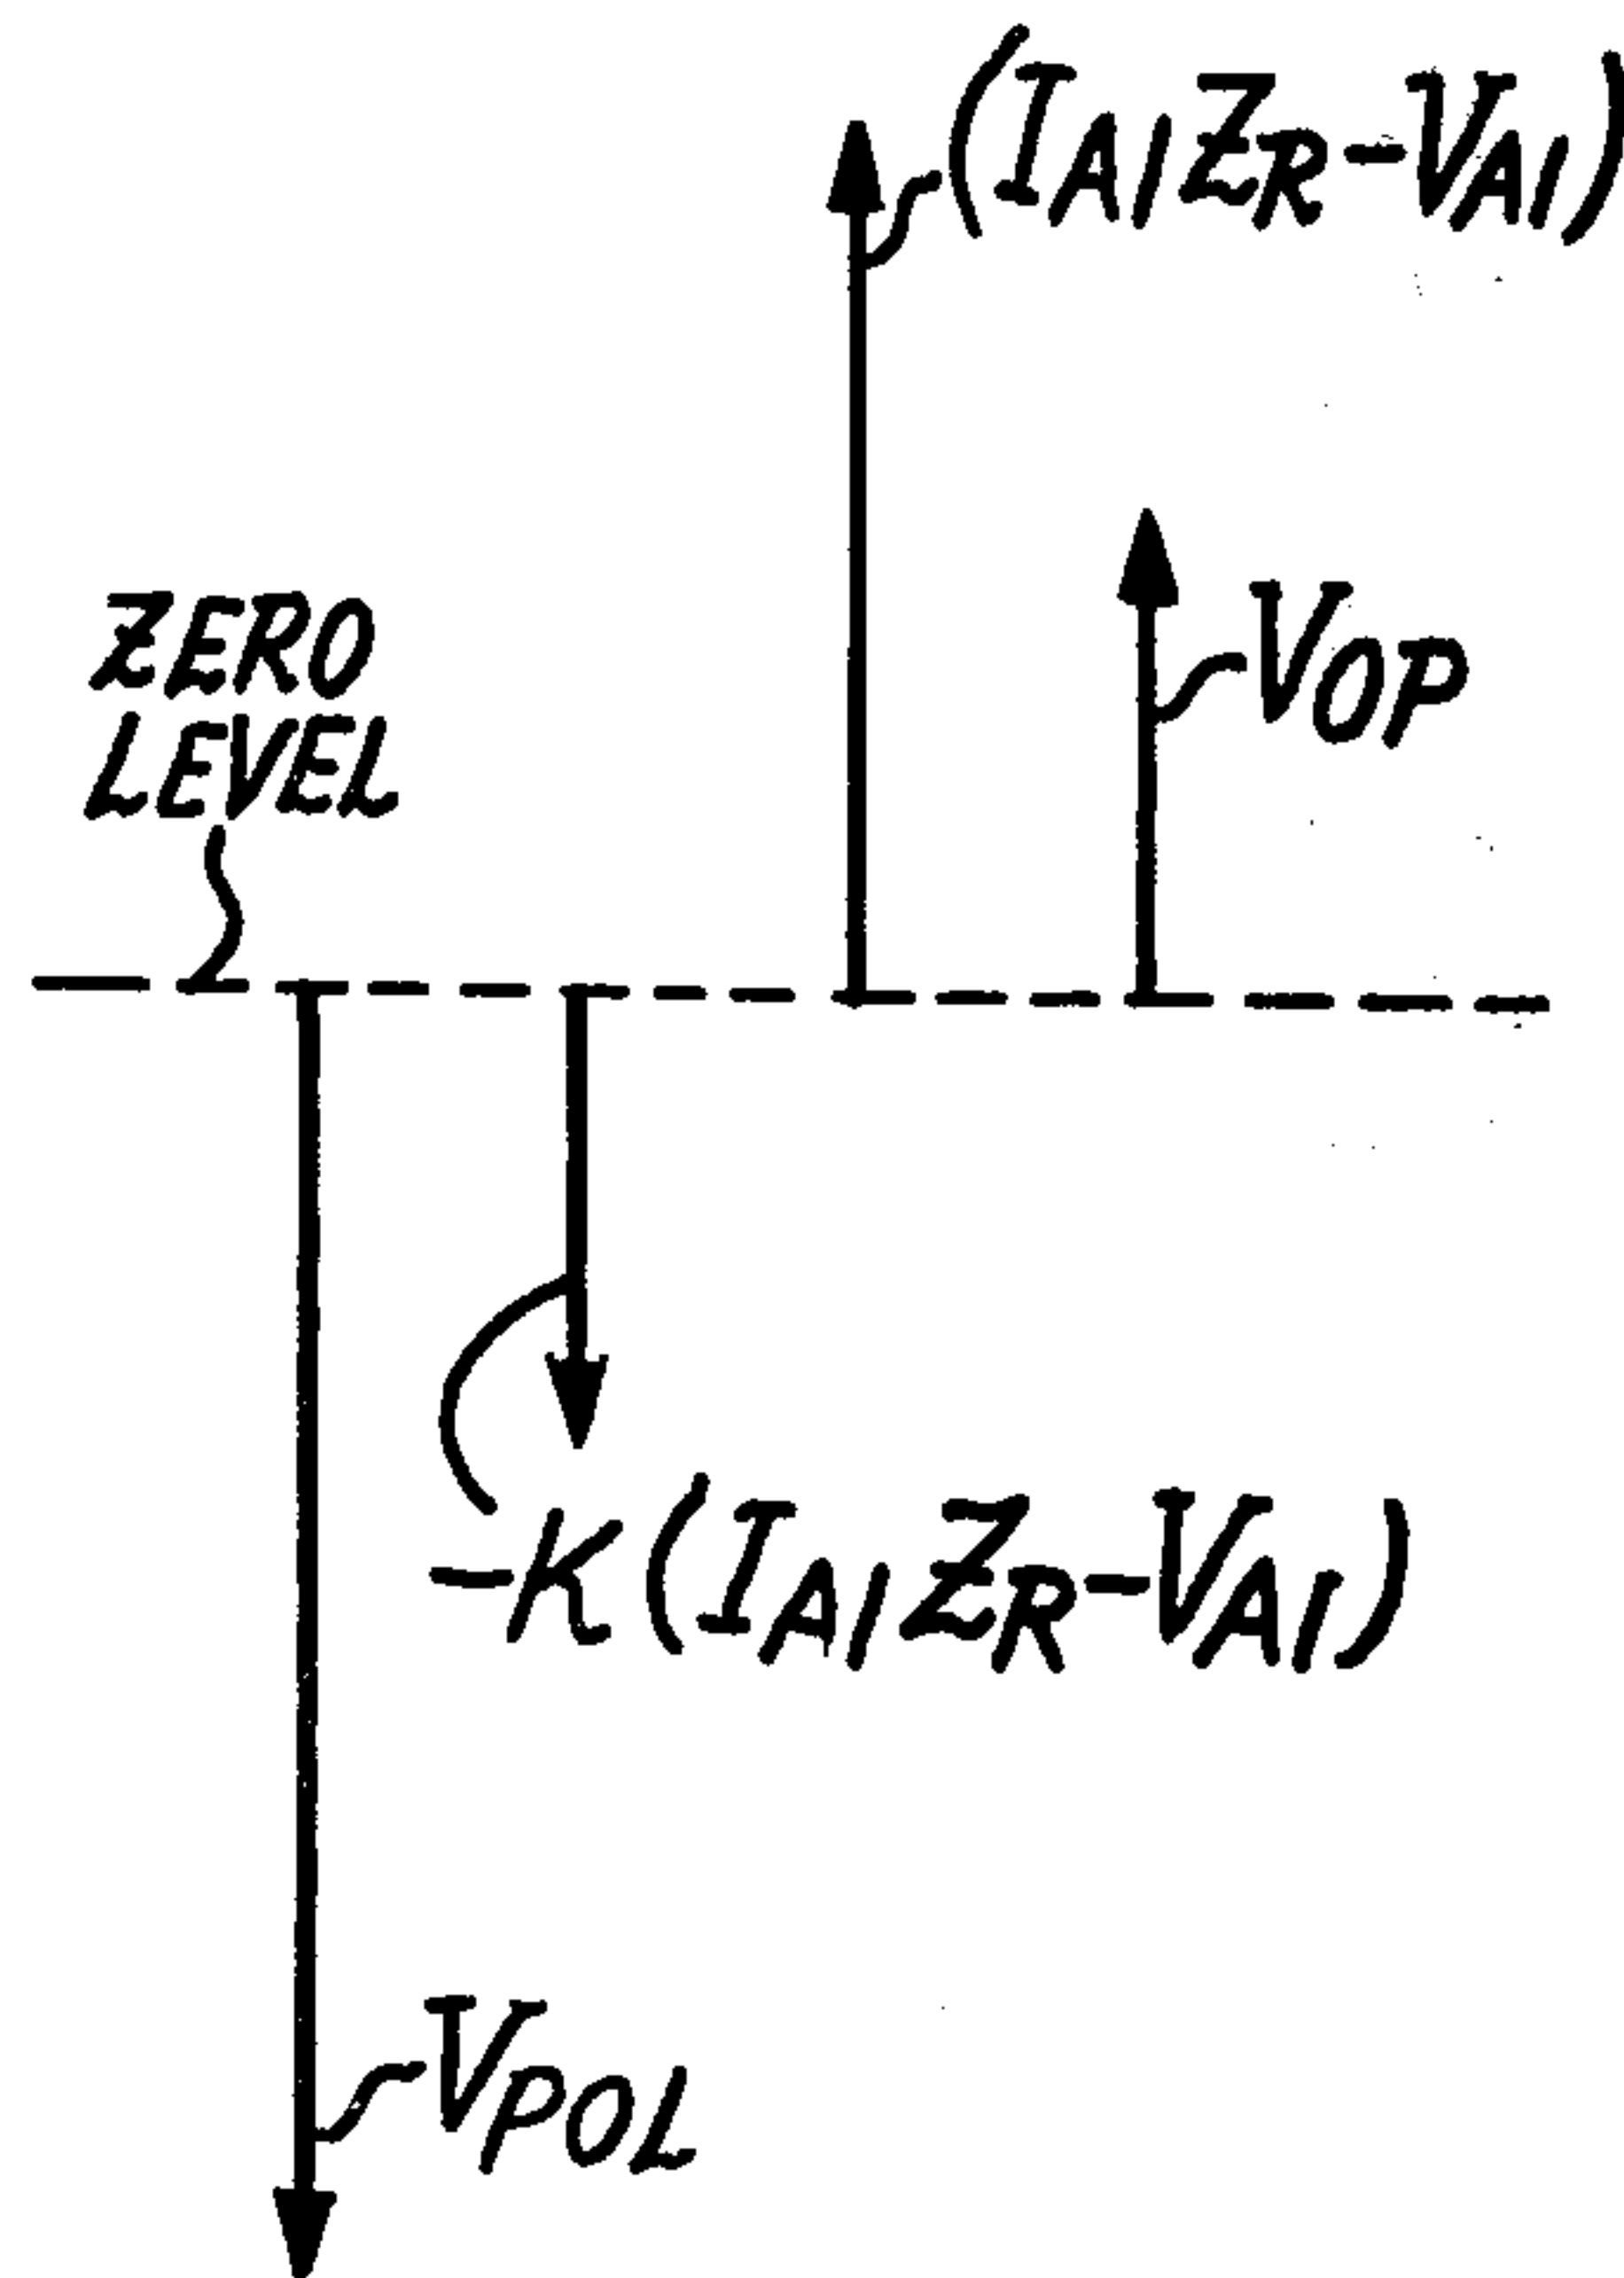 (IA1ZR-VA1)
ZERO
LEVEL
VOP
-K(IA1ZR-VA1)
VPOL